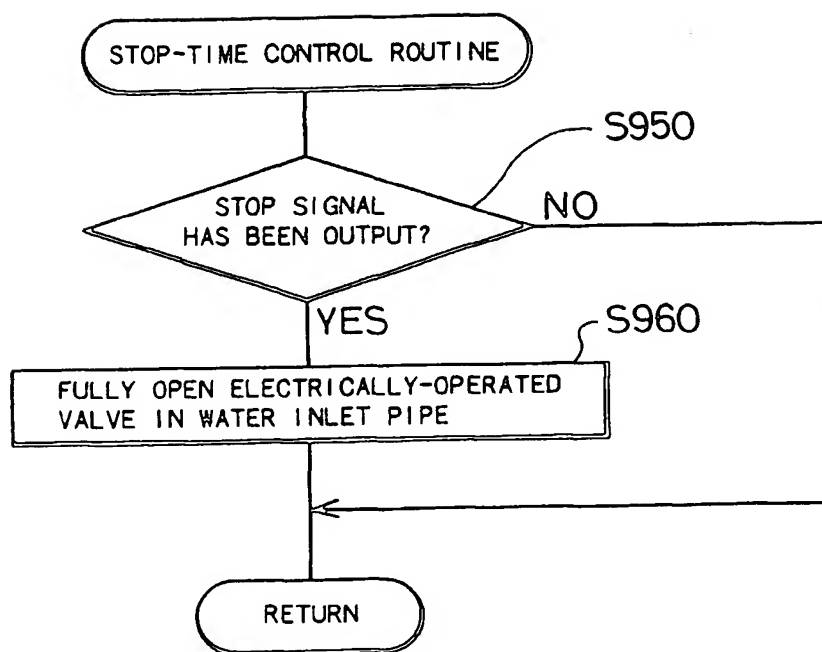 STOP-TIME CONTROL ROUTINE
S950
STOP SIGNAL
HAS BEEN OUTPUT?
NO
YES
S960
FULLY OPEN ELECTRICALLY-OPERATED
VALVE IN WATER INLET PIPE
RETURN